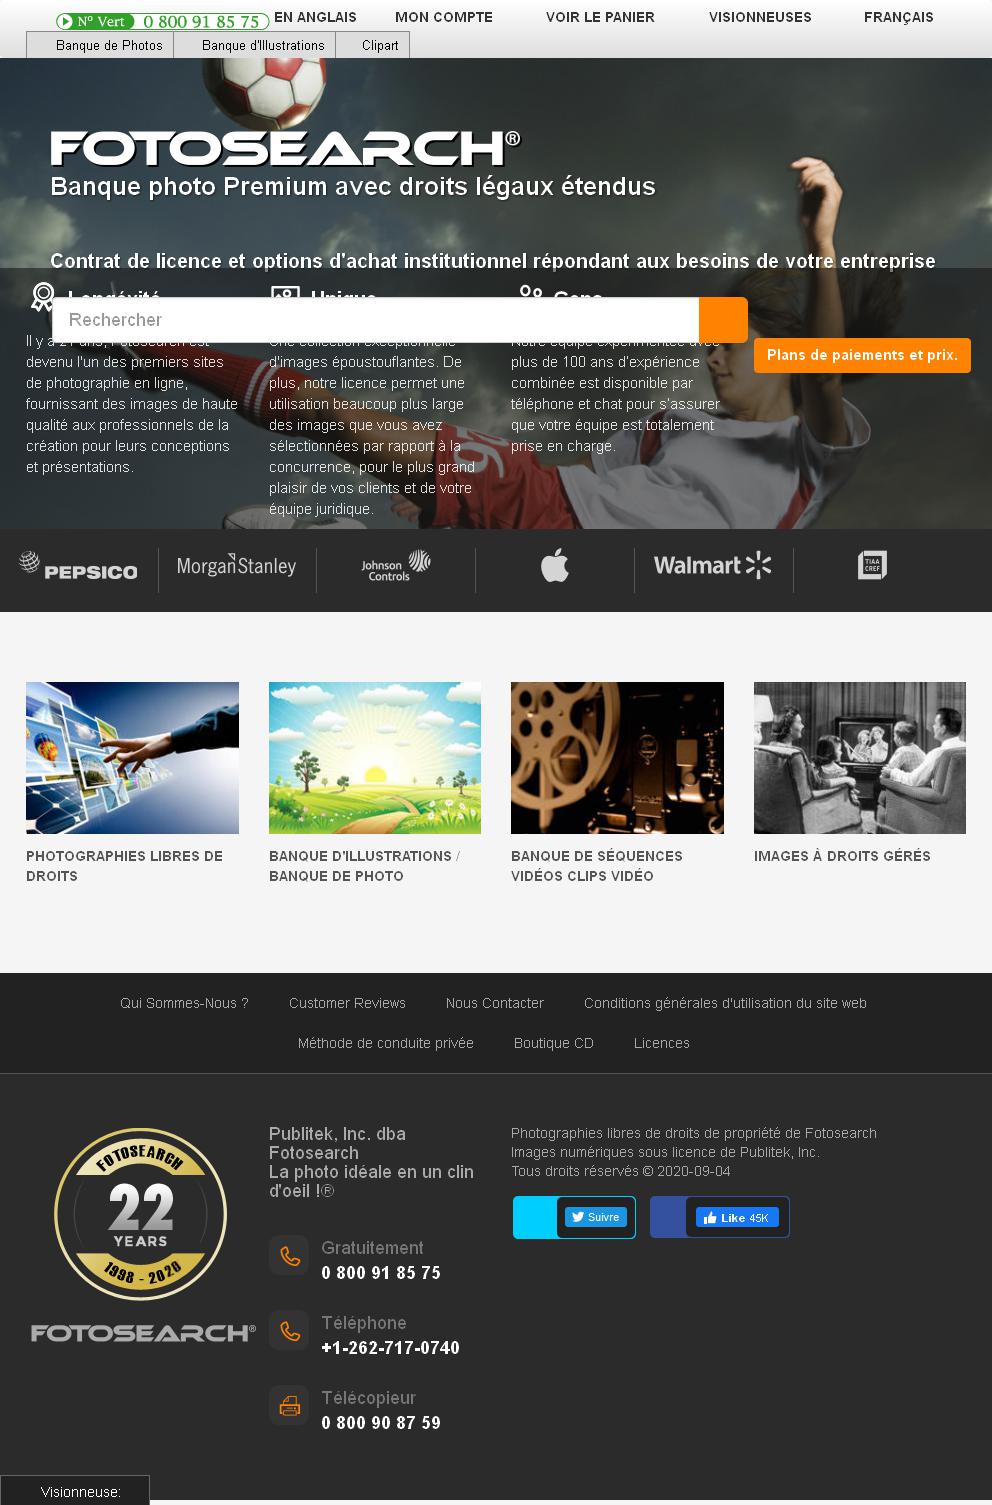 Nº Vert 0 800 91 85 75 EN ANGLAIS MON COMPTE VOIR LE PANIER VISIONNEUSES FRANÇAIS
Banque de Photos Banque d'Illustrations Clipart
FOTOSEARCH®
Banque photo Premium avec droits légaux étendus
Contrat de licence et options d'achat institutionnel répondant aux besoins de votre entreprise
Longévité Unique
Rechercher
Plans de paiements et prix.
Il y a 21 ans, Fotosearch est
devenu l'un des premiers sites
de photographie en ligne,
fournissant des images de haute
qualité aux professionnels de la
création pour leurs conceptions
et présentations.
Une collection exceptionnelle
d'images époustouflantes. De
plus, notre licence permet une
utilisation beaucoup plus large
des images que vous avez
sélectionnées par rapport à la
concurrence, pour le plus grand
plaisir de vos clients et de votre
équipe juridique.
Notre équipe expérimentée avec
plus de 100 ans d'expérience
combinée est disponible par
téléphone et chat pour s'assurer
que votre équipe est totalement
prise en charge.
PEPSICO Morgan Stanley Johnson Controls Walmart TIAA CREF
PHOTOGRAPHIES LIBRES DE
DROITS
BANQUE D'ILLUSTRATIONS /
BANQUE DE PHOTO
BANQUE DE SÉQUENCES
VIDÉOS CLIPS VIDÉO
IMAGES À DROITS GÉRÉS
Qui Sommes-Nous ? Customer Reviews Nous Contacter Conditions générales d'utilisation du site web
Méthode de conduite privée Boutique CD Licences
FOTOSEARCH
22
YEARS
1998 - 2020
FOTOSEARCH®
Publitek, Inc. dba
Fotosearch
La photo idéale en un clin
d'oeil !®
Gratuitement
0 800 91 85 75
Téléphone
+1-262-717-0740
Télécopieur
0 800 90 87 59
Photographies libres de droits de propriété de Fotosearch
Images numériques sous licence de Publitek, Inc.
Tous droits réservés © 2020-09-04
Suivre Like 45K
Visionneuse: